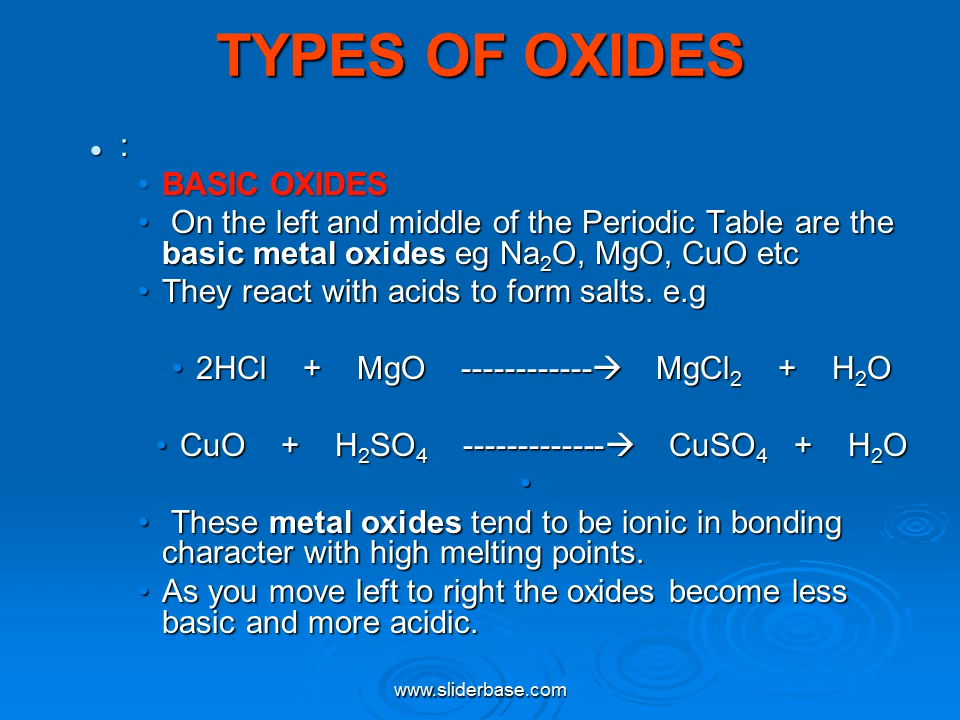 TYPES OF OXIDES
• :
• BASIC OXIDES
• On the left and middle of the Periodic Table are the
basic metal oxides eg Na₂O, MgO, CuO etc
• They react with acids to form salts. e.g
• 2HCl + MgO ------------→ MgCl₂ + H₂O
• CuO + H₂SO₄ -------------→ CuSO₄ + H₂O
•
• These metal oxides tend to be ionic in bonding
character with high melting points.
• As you move left to right the oxides become less
basic and more acidic.
www.sliderbase.com